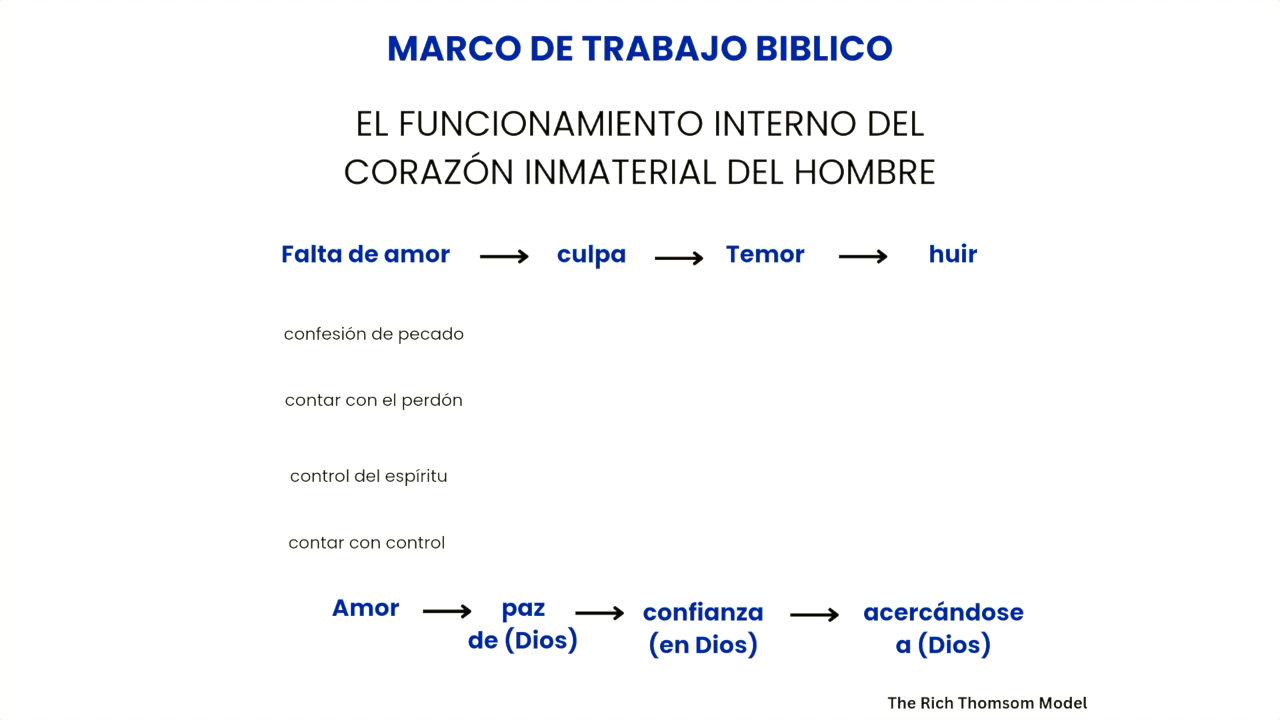 MARCO DE TRABAJO BIBLICO
EL FUNCIONAMIENTO INTERNO DEL
CORAZÓN INMATERIAL DEL HOMBRE
Falta de amor → culpa → Temor → huir
confesión de pecado
contar con el perdón
control del espíritu
contar con control
Amor → paz → confianza → acercándose
de (Dios) (en Dios) a (Dios)
The Rich Thomsom Model